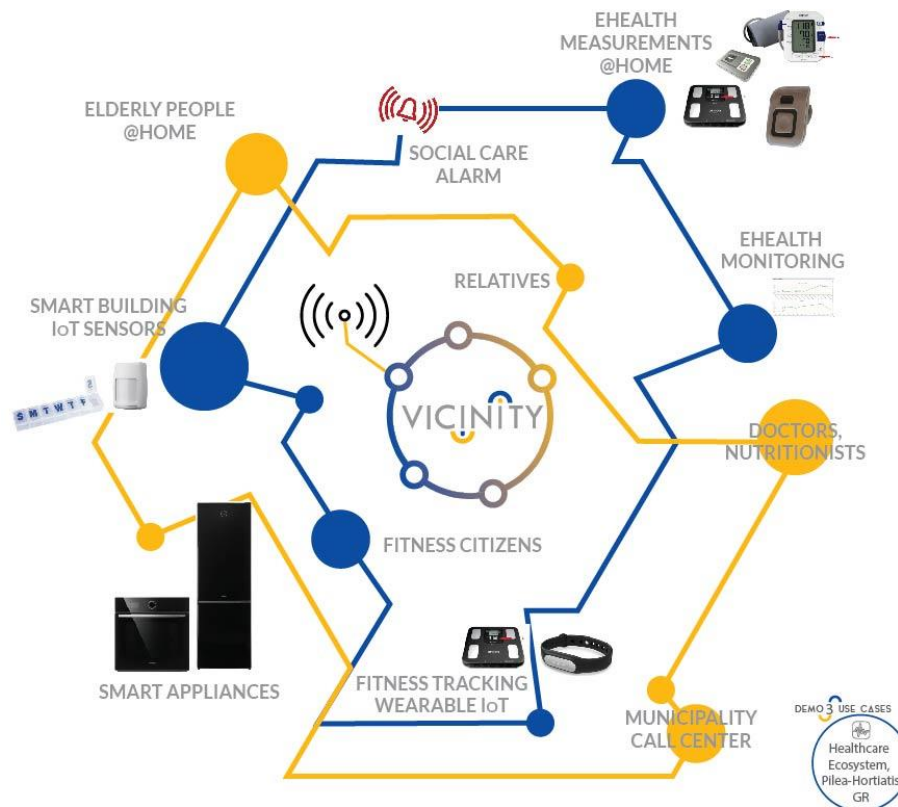 EHEALTH
MEASUREMENTS
@HOME
ELDERLY PEOPLE
@HOME
SOCIAL CARE
ALARM
EHEALTH
MONITORING
RELATIVES
SMART BUILDING
IoT SENSORS
S M T W T F S
VICINITY
DOCTORS,
NUTRITIONISTS
FITNESS CITIZENS
SMART APPLIANCES
FITNESS TRACKING
WEARABLE IoT
MUNICIPALITY
CALL CENTER
DEMO 3 USE CASES
Healthcare
Ecosystem,
Pilea-Hortiatis
GR